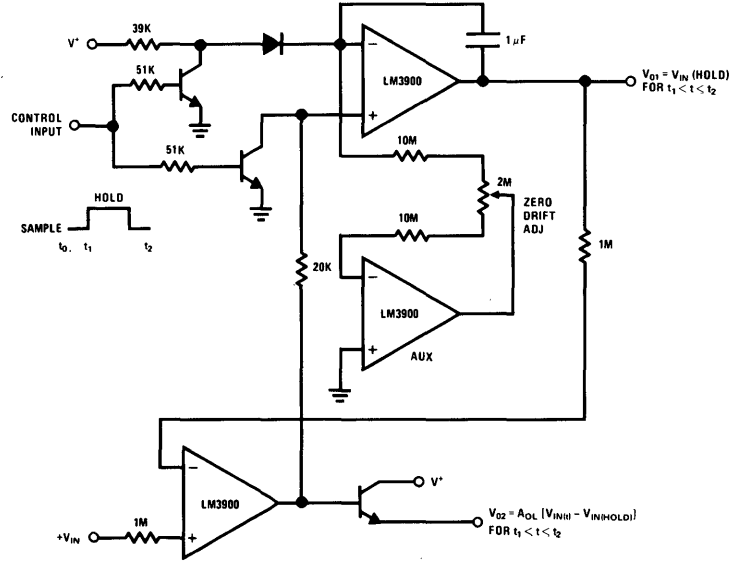 39K
V⁺
1 μF
51K
−
LM3900
+
V₀₁ = V_IN (HOLD)
FOR t₁ < t < t₂
CONTROL
INPUT
51K
10M
HOLD
SAMPLE
t₀, t₁ t₂
2M
ZERO
DRIFT
ADJ
10M
1M
20K
−
LM3900
+
AUX
−
LM3900
+
V⁺
+V_IN
1M
V₀₂ = A_OL [V_IN(t) − V_IN(HOLD)]
FOR t₁ < t < t₂